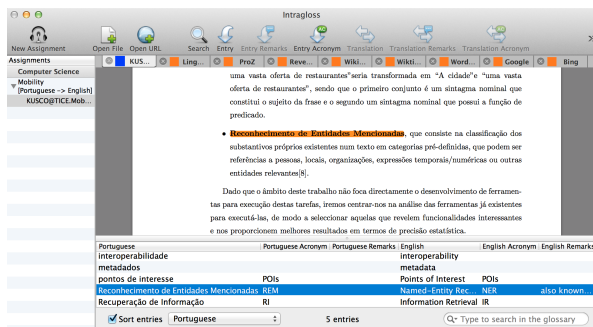 Intragloss
New Assignment Open File Open URL Search Entry Entry Remarks Entry Acronym Translation Translation Remarks Translation Acronym
Assignments
Computer Science
Mobility
[Portuguese -> English]
KUSCO@TICE.Mob...
KUS... Ling... ProZ Reve... Wiki... Wikti... Word... Google Bing
uma vasta oferta de restaurantes"seria transformada em "A cidade"e "uma vasta
oferta de restaurantes", sendo que o primeiro conjunto é um sintagma nominal que
constitui o sujeito da frase e o segundo um sintagma nominal que possui a função de
predicado.
• Reconhecimento de Entidades Mencionadas, que consiste na classificação dos
substantivos próprios existentes num texto em categorias pré-definidas, que podem ser
referências a pessoas, locais, organizações, expressões temporais/numéricas ou outras
entidades relevantes[8].
Dado que o âmbito deste trabalho não foca directamente o desenvolvimento de ferramen-
tas para execução destas tarefas, iremos centrar-nos na análise das ferramentas já existentes
para executá-las, de modo a seleccionar aquelas que revelem funcionalidades interessantes
e nos proporcionem melhores resultados em termos de precisão estatística.
Portuguese Portuguese Acronym Portuguese Remarks English English Acronym English Remarks
interoperabilidade interoperability
metadados metadata
pontos de interesse POIs Points of Interest POIs
Reconhecimento de Entidades Mencionadas REM Named-Entity Rec... NER also known...
Recuperação de Informação RI Information Retrieval IR
Sort entries Portuguese 5 entries Type to search in the glossary